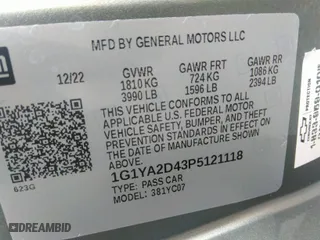 GM
MFD BY GENERAL MOTORS LLC
12/22
GVWR GAWR FRT GAWR RR
1810 KG 724 KG 1086 KG
3990 LB 1596 LB 2394 LB
THIS VEHICLE CONFORMS TO ALL
APPLICABLE U.S. FEDERAL MOTOR
VEHICLE SAFETY, BUMPER, AND
THEFT PREVENTION STANDARDS
IN EFFECT ON THE
DATE OF MANUFACTURE
SHOWN ABOVE.
1G1YA2D43P5121118
TYPE: PASS CAR
MODEL: 381YC07
623G
PROTECTION